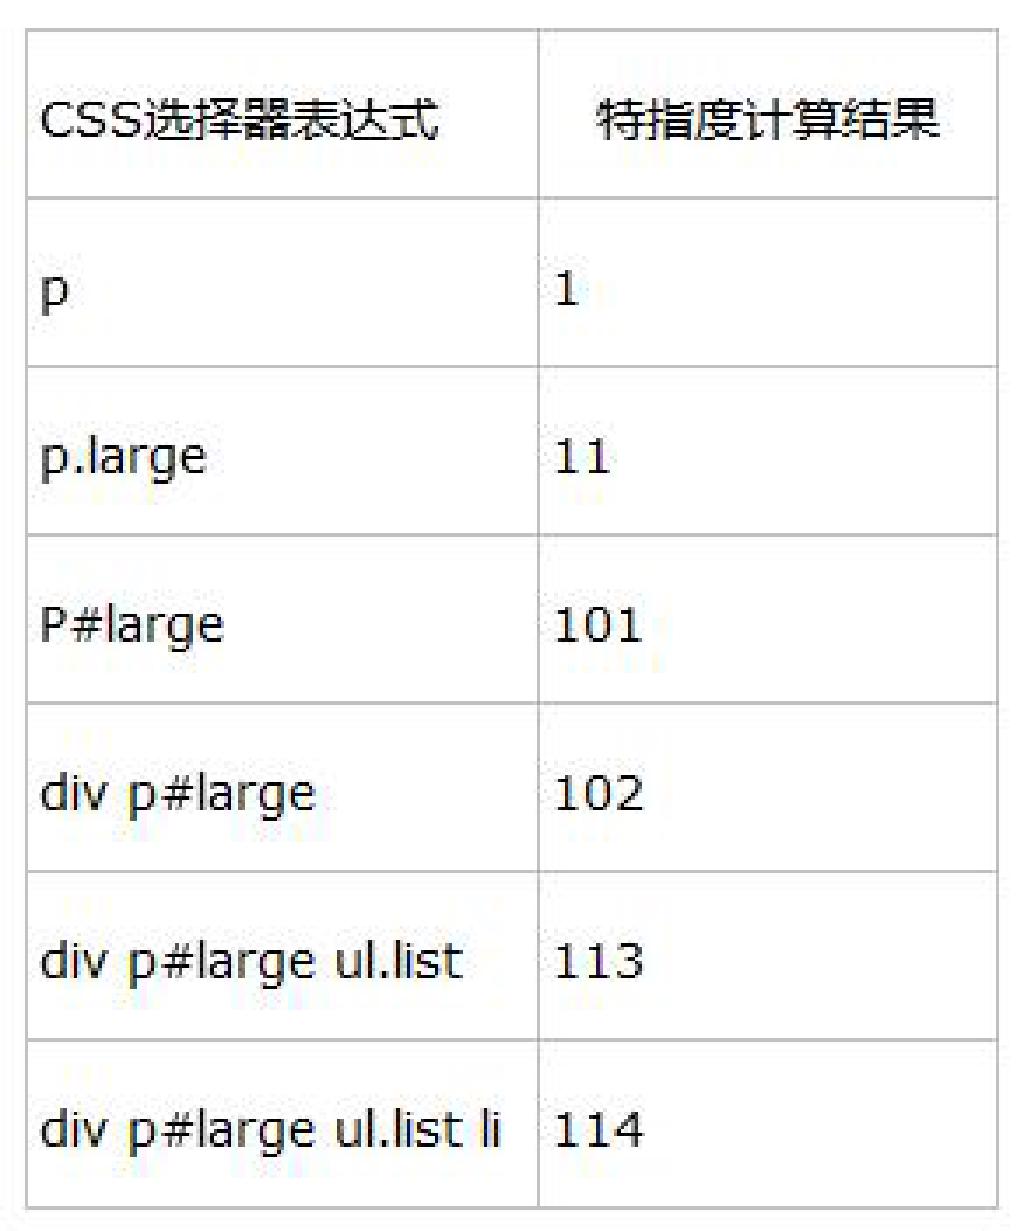 CSS选择器表达式 特指度计算结果
p 1
p.large 11
P#large 101
div p#large 102
div p#large ul.list 113
div p#large ul.list li 114